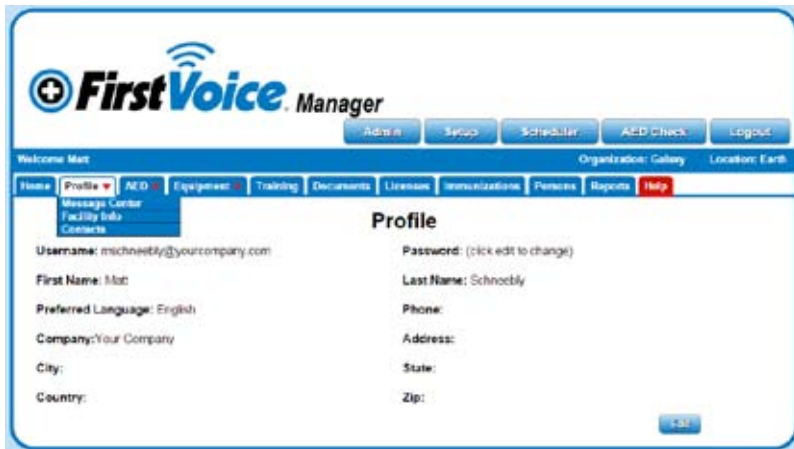 First Voice. Manager
Admin Setup Scheduler AED Check Logout
Welcome Matt Organization: Galaxy Location: Earth
Home Profile AED Equipment Training Documents Licenses Immunizations Persons Reports Help
Message Center
Facility Info
Contacts
Profile
Username: mschneebly@yourcompany.com Password: (click edit to change)
First Name: Matt Last Name: Schneebly
Preferred Language: English Phone:
Company:Your Company Address:
City: State:
Country: Zip:
Edit